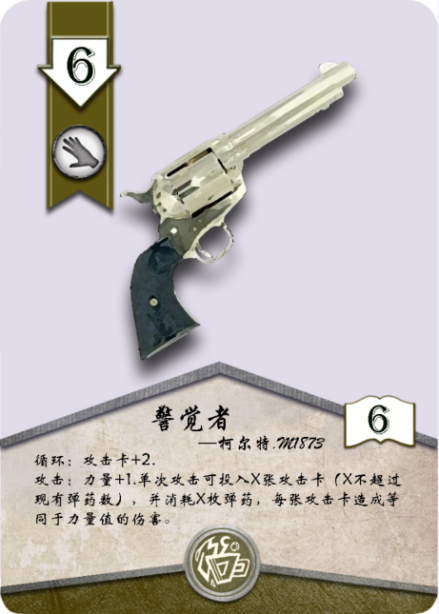 6
警觉者
6
—柯尔特.M1873
循环：攻击卡+2.
攻击：力量+1.单次攻击可投入X张攻击卡（X不超过
现有弹药数），并消耗X枚弹药，每张攻击卡造成等
同于力量值的伤害。